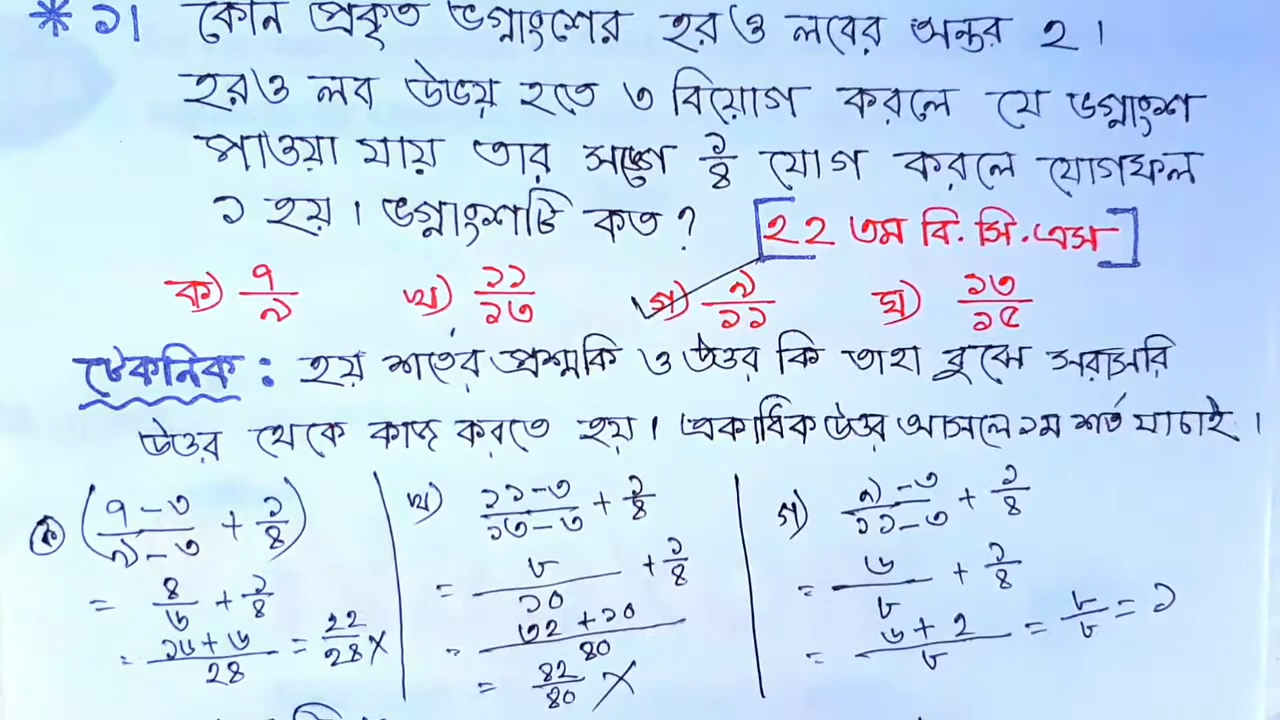 * ১। কোন প্রকৃত ভগ্নাংশের হর ও লবের অন্তর ২।
হর ও লব উভয় হতে ৩ বিয়োগ করলে যে ভগ্নাংশ
পাওয়া যায় তার সঙ্গে ১/৪ যোগ করলে যোগফল
১ হয়। ভগ্নাংশটি কত? [২২ তম বি.সি.এস]
ক) ৭/৯ খ) ১১/১৩ গ) ৯/১১ ঘ) ১৩/১৫
টেকনিক: হয় শর্তের প্রশ্ন কি ও উত্তর কি তাহা বুঝে সরাসরি
উত্তর থেকে কাজ করতে হয়। একাধিক উত্তর আসলে ১ম শর্ত যাচাই।
ক) (৭-৩/৯-৩ + ১/৪)
= ৪/৬ + ১/৪
= ১৬+৬/২৪ = ২২/২৪ ×
খ) ১১-৩/১৩-৩ + ১/৪
= ৮/১০ + ১/৪
= ৩২+১০/৪০
= ৪২/৪০ ×
গ) ৯-৩/১১-৩ + ১/৪
= ৬/৮ + ১/৪
= ৬+২/৮ = ৮/৮ = ১